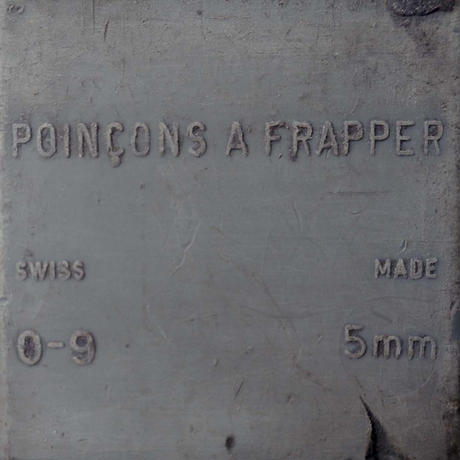 POINÇONS A FRAPPER
SWISS MADE
0-9 5mm